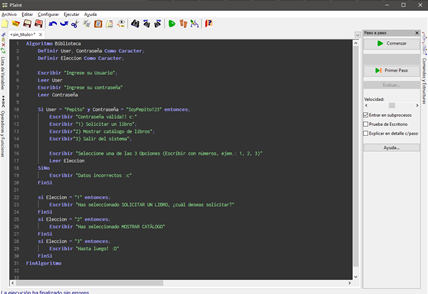 PSeInt
Archivo Editar Configurar Ejecutar Ayuda
<sin_titulo>*
Lista de Variables
Operadores y Funciones
Algoritmo Biblioteca
Definir User, Contraseña Como Caracter;
Definir Eleccion Como Caracter;
Escribir "Ingrese su Usuario";
Leer User
Escribir "Ingrese su contraseña"
Leer Contraseña
Si User = "Pepito" y Contraseña = "SoyPepito123" entonces;
Escribir "Contraseña válida!! c:"
Escribir "1) Solicitar un libro";
Escribir"2) Mostrar catálogo de libros";
Escribir "3) Salir del sistema";
Escribir "Seleccione una de las 3 Opciones (Escribir con números, ejem.: 1, 2, 3)"
Leer Eleccion
SiNo
Escribir "Datos incorrectos :c"
FinSi
si Eleccion = "1" entonces;
Escribir "Has seleccionado SOLICITAR UN LIBRO, ¿cuál deseas solicitar?"
FinSi
si Eleccion = "2" entonces;
Escribir "Has seleccionado MOSTRAR CATÁLOGO"
FinSi
si Eleccion = "3" entonces;
Escribir "Hasta luego! :D"
FinSi
FinAlgoritmo
Paso a paso
Comenzar
Primer Paso
Evaluar...
Velocidad:
Entrar en subprocesos
Prueba de Escritorio
Explicar en detalle c/paso
Ayuda...
Comandos y Estructuras
La ejecución ha finalizado sin errores.